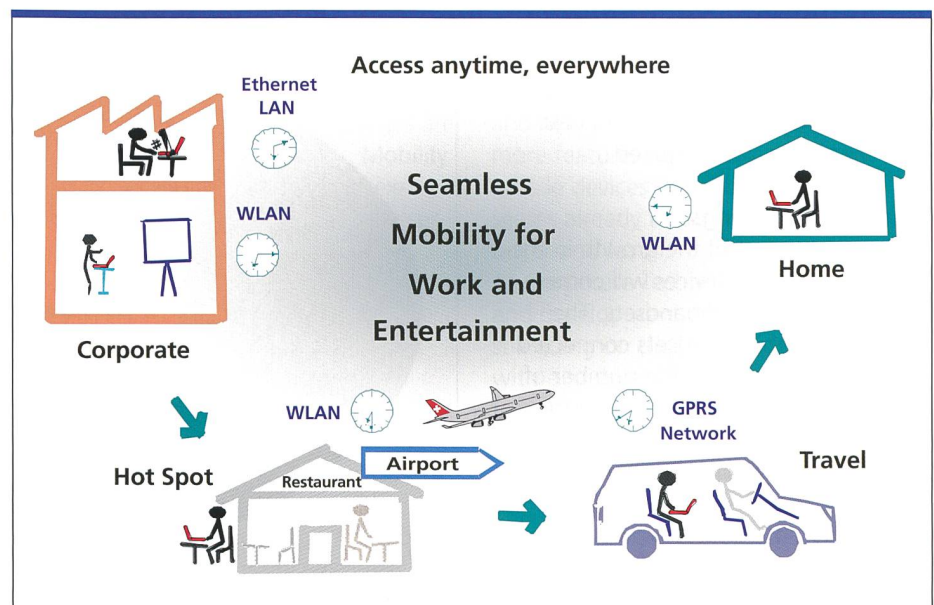 Access anytime, everywhere
Ethernet
LAN
WLAN
Seamless
Mobility for
Work and
Entertainment
WLAN
Home
Corporate
WLAN
GPRS
Network
Travel
Hot Spot
Restaurant
Airport